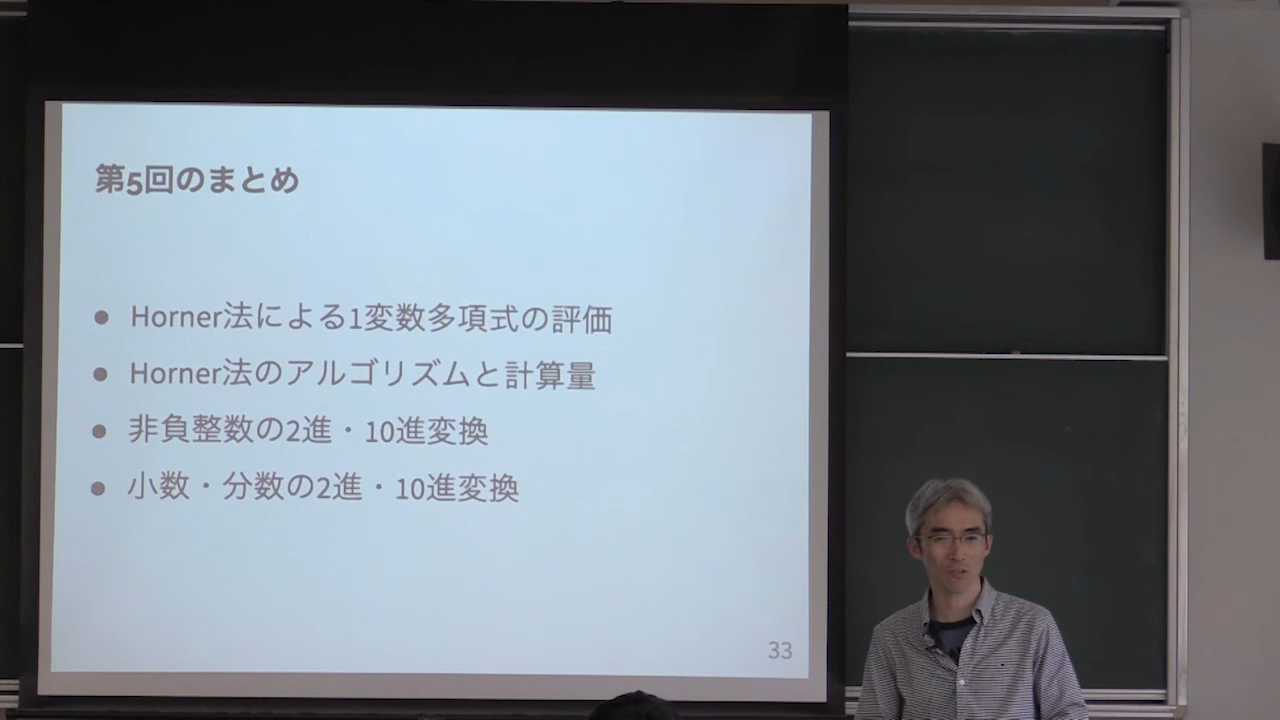 第5回のまとめ
● Horner法による1変数多項式の評価
● Horner法のアルゴリズムと計算量
● 非負整数の2進・10進変換
● 小数・分数の2進・10進変換
33